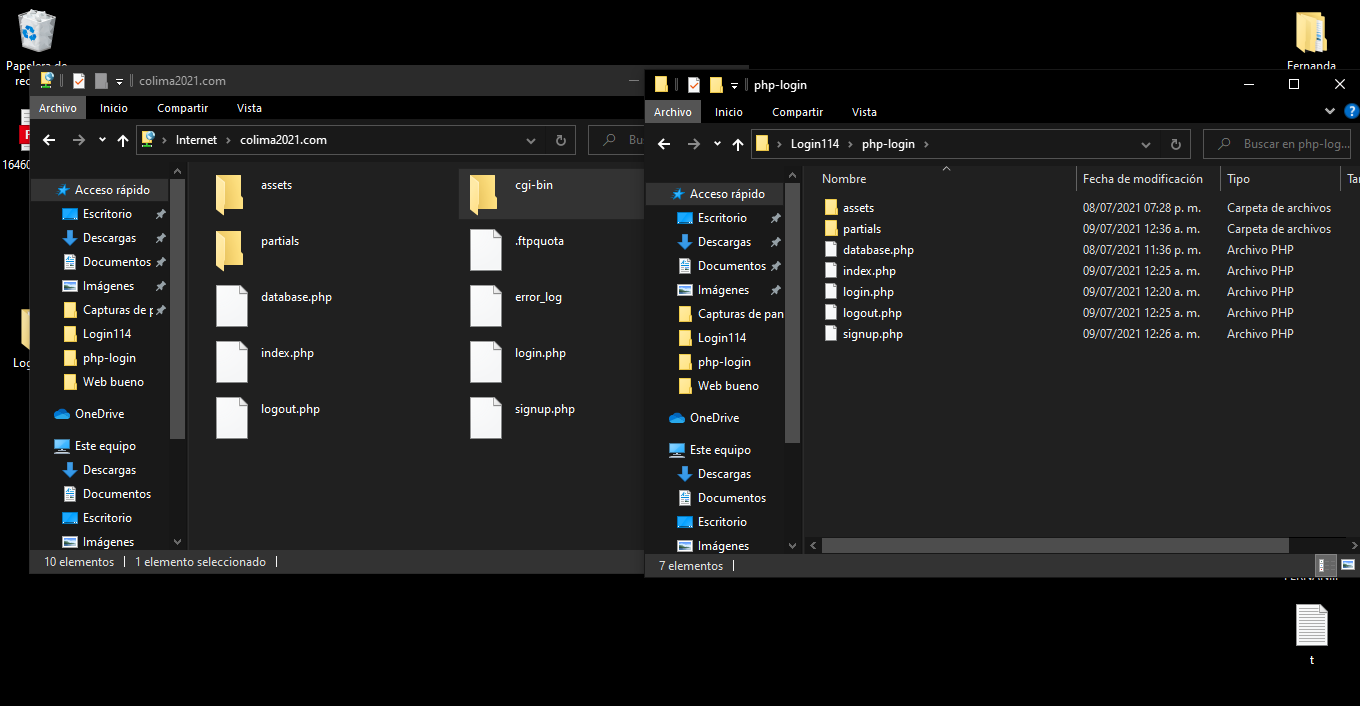 Papelera de
rec
1646
Log
Fernanda
t
colima2021.com
Archivo Inicio Compartir Vista
Internet colima2021.com Bu
Acceso rápido
Escritorio
Descargas
Documentos
Imágenes
Capturas de p
Login114
php-login
Web bueno
OneDrive
Este equipo
Descargas
Documentos
Escritorio
Imágenes
assets cgi-bin
partials .ftpquota
database.php error_log
index.php login.php
logout.php signup.php
10 elementos 1 elemento seleccionado
php-login
Archivo Inicio Compartir Vista
Login114 php-login Buscar en php-log...
Acceso rápido
Escritorio
Descargas
Documentos
Imágenes
Capturas de pan
Login114
php-login
Web bueno
OneDrive
Este equipo
Descargas
Documentos
Escritorio
Imágenes
Nombre Fecha de modificación Tipo Ta
assets 08/07/2021 07:28 p. m. Carpeta de archivos
partials 09/07/2021 12:36 a. m. Carpeta de archivos
database.php 08/07/2021 11:36 p. m. Archivo PHP
index.php 09/07/2021 12:25 a. m. Archivo PHP
login.php 09/07/2021 12:20 a. m. Archivo PHP
logout.php 09/07/2021 12:25 a. m. Archivo PHP
signup.php 09/07/2021 12:26 a. m. Archivo PHP
7 elementos